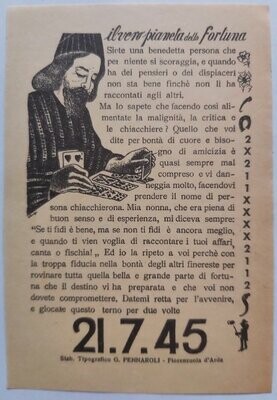 il vero pianeta della Fortuna
Siete una benedetta persona che
per niente si scoraggia, e quando
ha dei pensieri o dei dispiaceri
non sta bene finchè non li ha
raccontati agli altri.
Ma lo sapete che facendo così ali-
mentate la malignità, la critica e
le chiacchiere ? Quello che voi
dite per bontà di cuore e biso-
gno di amicizia è
quasi sempre mal
compreso e vi dan-
neggia molto, facendovi
prendere il nome di per-
sona chiacchierona. Mia nonna, che era piena di
buon senso e di esperienza, mi diceva sempre:
"Se ti fidi è bene, ma se non ti fidi è ancora meglio,
e quando ti vien voglia di raccontare i tuoi affari,
canta o fischia! „ Ed io la ripeto a voi perchè con
la troppa fiducia nella bontà degli altri finereste per
rovinare tutta quella bella e grande parte di fortu-
na che il destino vi ha preparata e che voi non
dovete compromettere, Datemi retta per l'avvenire,
e giocate questo terno per due volte
2X211XXXX2112
21.7.45
Stab. Tipografico G. PENNAROLI - Fiorenzuola d'Arda